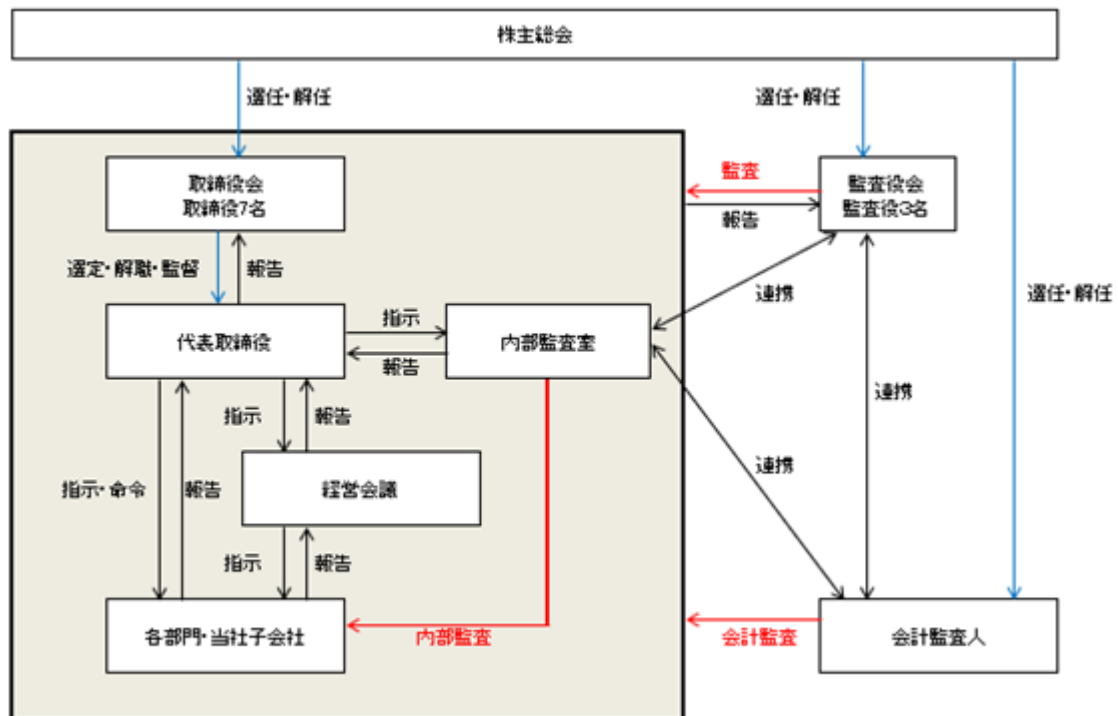 株主総会
選任・解任
選任・解任
取締役会
取締役7名
監査
監査役会
監査役3名
報告
選定・解職・監督
報告
連携
選任・解任
指示
代表取締役
内部監査室
報告
連携
指示
報告
連携
指示・命令
報告
経営会議
指示
報告
各部門・当社子会社
内部監査
会計監査
会計監査人